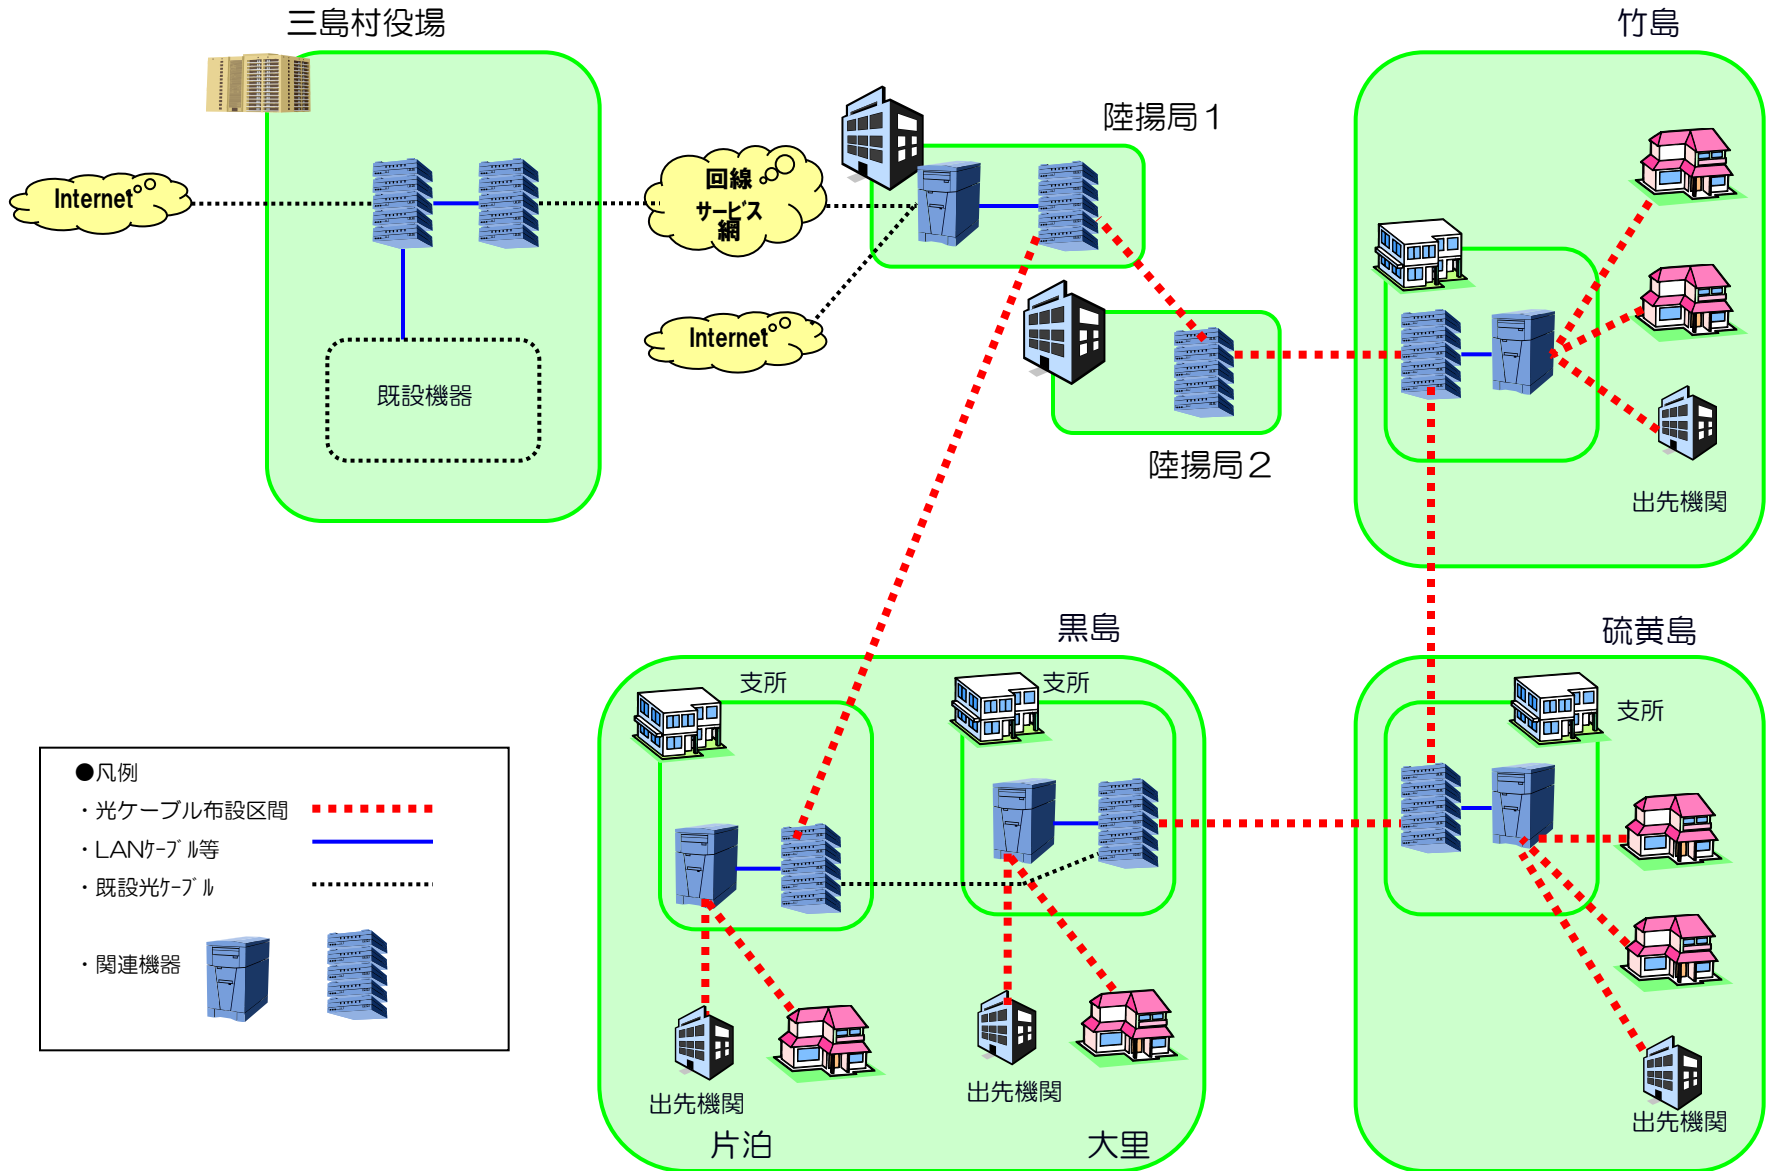 三島村役場
竹島
陸揚局１
Internet
回線
サービス
網
Internet
既設機器
陸揚局２
出先機関
黒島
硫黄島
支所
支所
支所
●凡例
・光ケーブル布設区間
・LANｹｰﾌﾞﾙ等
・既設光ｹｰﾌﾞﾙ
・関連機器
出先機関
出先機関
出先機関
片泊
大里